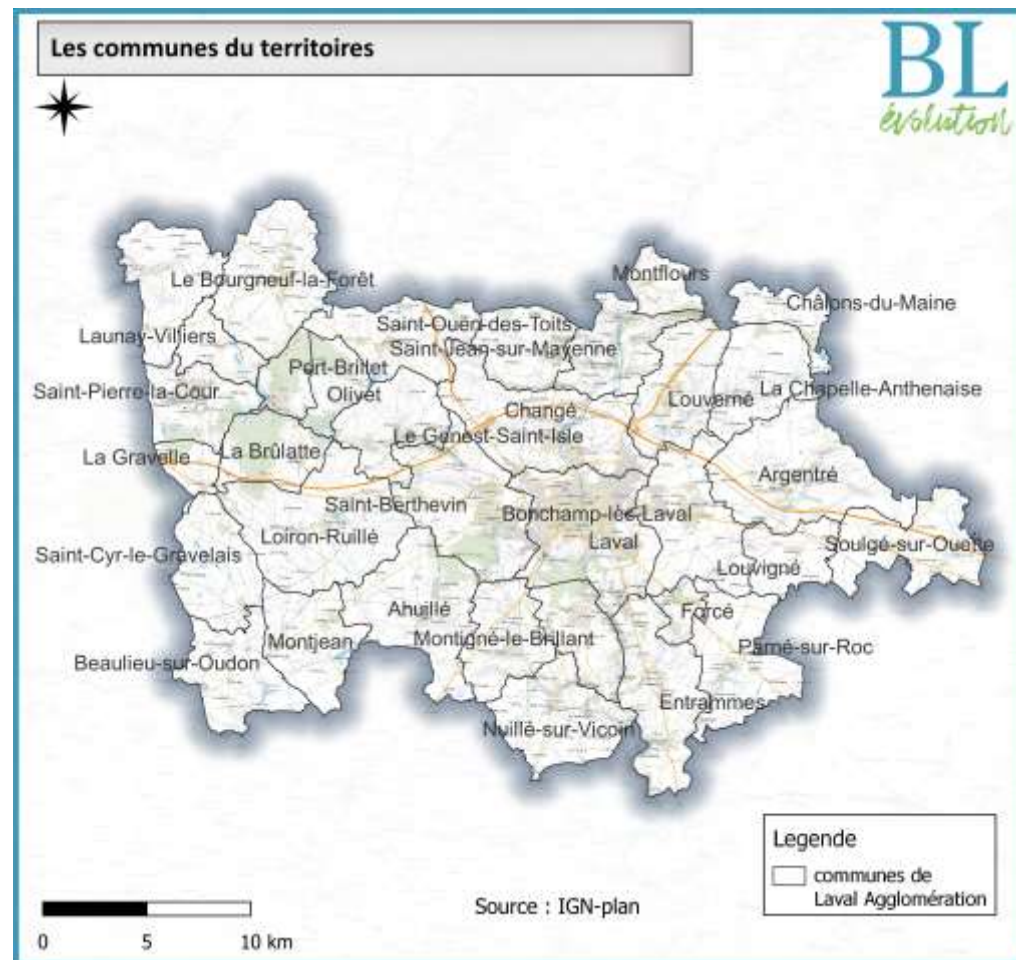 Les communes du territoires
BL
évolution
Montflours
Le Bourgneuf-la-Forêt
Châlons-du-Maine
Saint-Ouën-des-Toits
Launay-Villiers
Saint-Jean-sur-Mayenne
Port-Brillet
La Chapelle-Anthenaise
Saint-Pierre-la-Cour
Olivet
Louverné
Changé
Le Genest-Saint-Isle
La Brûlatte
La Gravelle
Argentré
Saint-Berthevin
Bonchamp-lès-Laval
Loiron-Ruillé
Laval
Soulgé-sur-Ouette
Saint-Cyr-le-Gravelais
Louvigné
Ahuillé
Forcé
Montigné-le-Brillant
Montjean
Parné-sur-Roc
Beaulieu-sur-Oudon
Entrammes
Nuillé-sur-Vicoin
Legende
communes de
Laval Agglomération
Source : IGN-plan
0 5 10 km